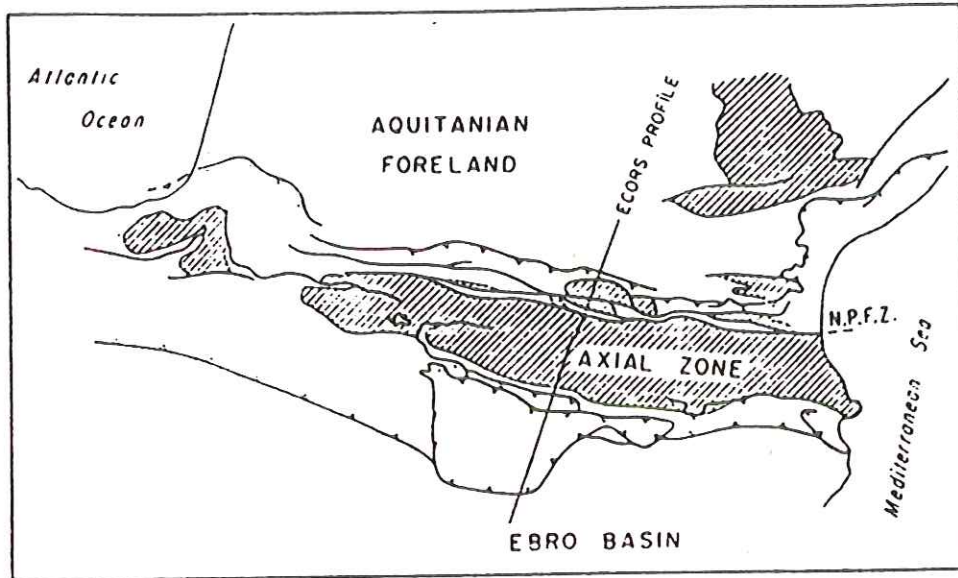 Atlantic
Ocean
AQUITANIAN
FORELAND
ECORS PROFILE
N.P.F.Z.
AXIAL ZONE
Mediterranean Sea
EBRO BASIN